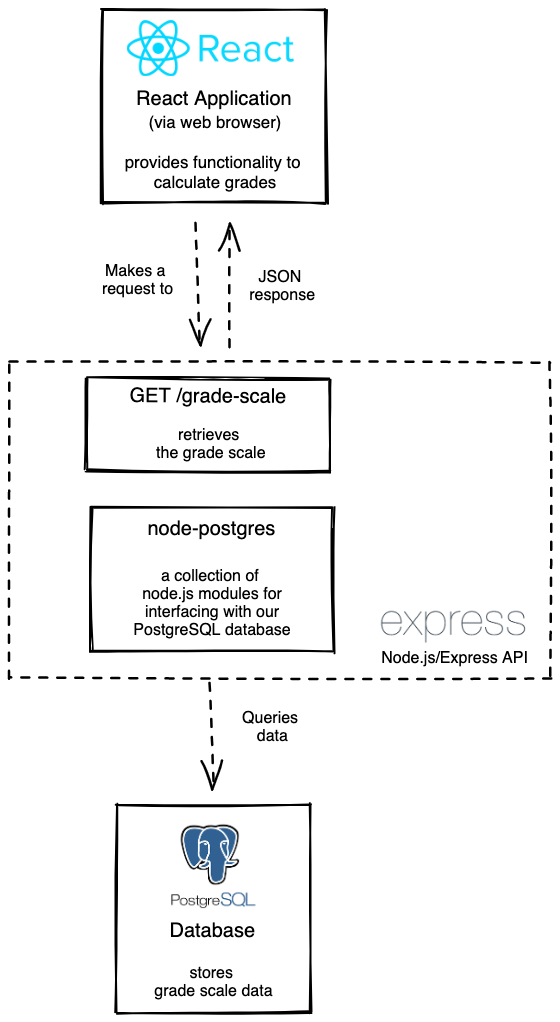 React
React Application
(via web browser)
provides functionality to
calculate grades
Makes a
request to
JSON
response
GET /grade-scale
retrieves
the grade scale
node-postgres
a collection of
node.js modules for
interfacing with our
PostgreSQL database
express
Node.js/Express API
Queries
data
PostgreSQL
Database
stores
grade scale data